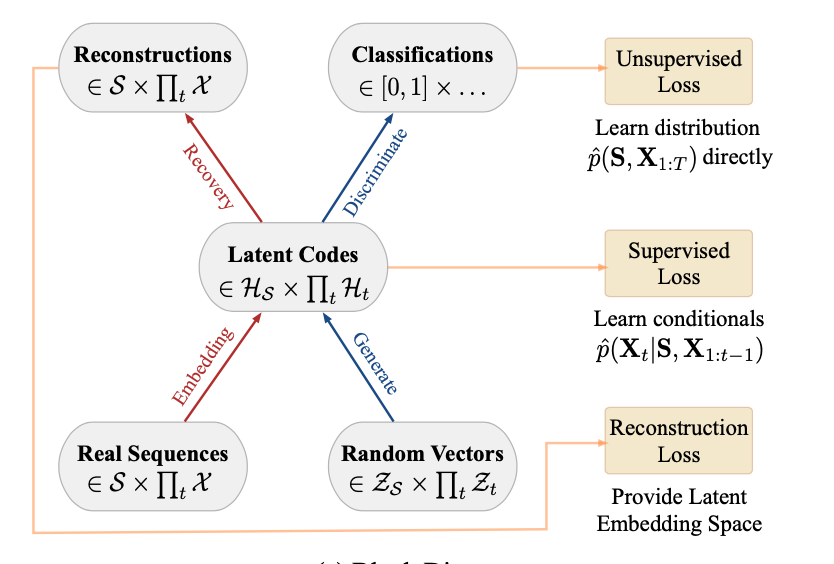 Reconstructions
∈ 𝒮 × ∏ₜ 𝒳
Classifications
∈ [0, 1] × …
Unsupervised
Loss
Learn distribution
p̂(𝐒, 𝐗₁:T) directly
Recovery
Discriminate
Latent Codes
∈ ℋ𝒮 × ∏ₜ ℋₜ
Supervised
Loss
Learn conditionals
p̂(𝐗ₜ|𝐒, 𝐗₁:ₜ₋₁)
Embedding
Generate
Real Sequences
∈ 𝒮 × ∏ₜ 𝒳
Random Vectors
∈ 𝒵𝒮 × ∏ₜ 𝒵ₜ
Reconstruction
Loss
Provide Latent
Embedding Space